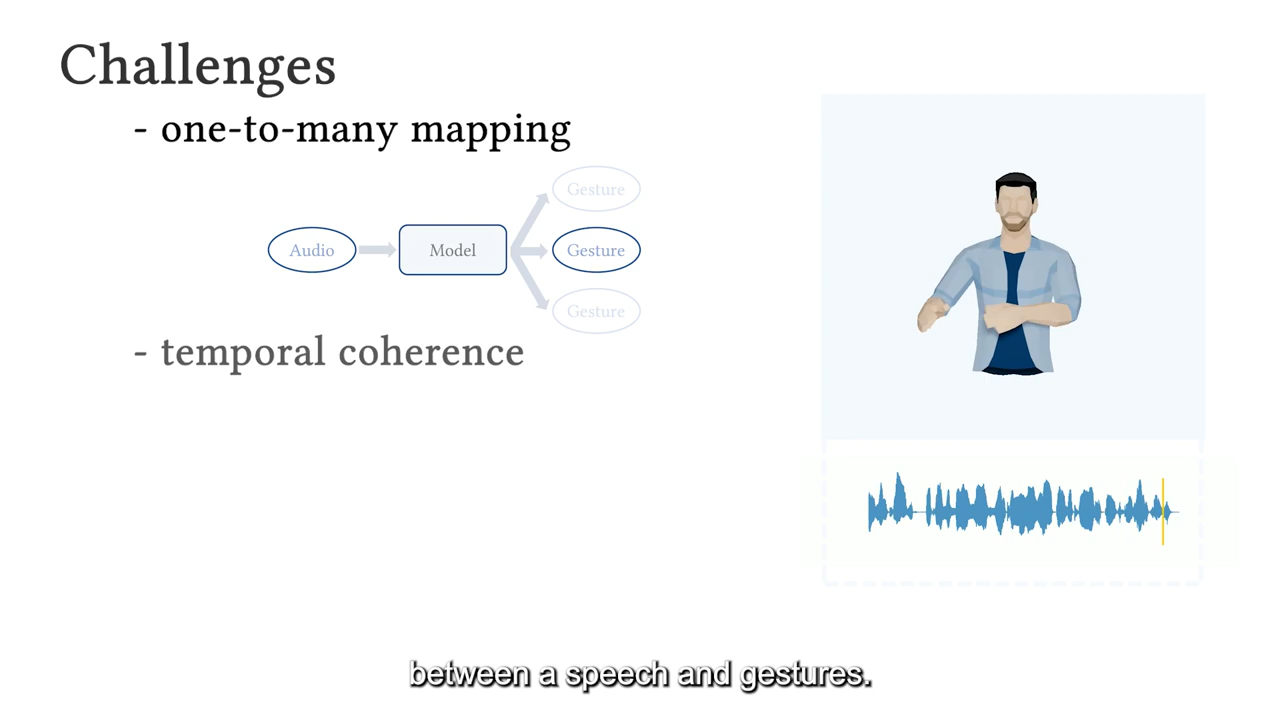 Challenges
- one-to-many mapping
Gesture
Audio
Model
Gesture
Gesture
- temporal coherence
between a speech and gestures.